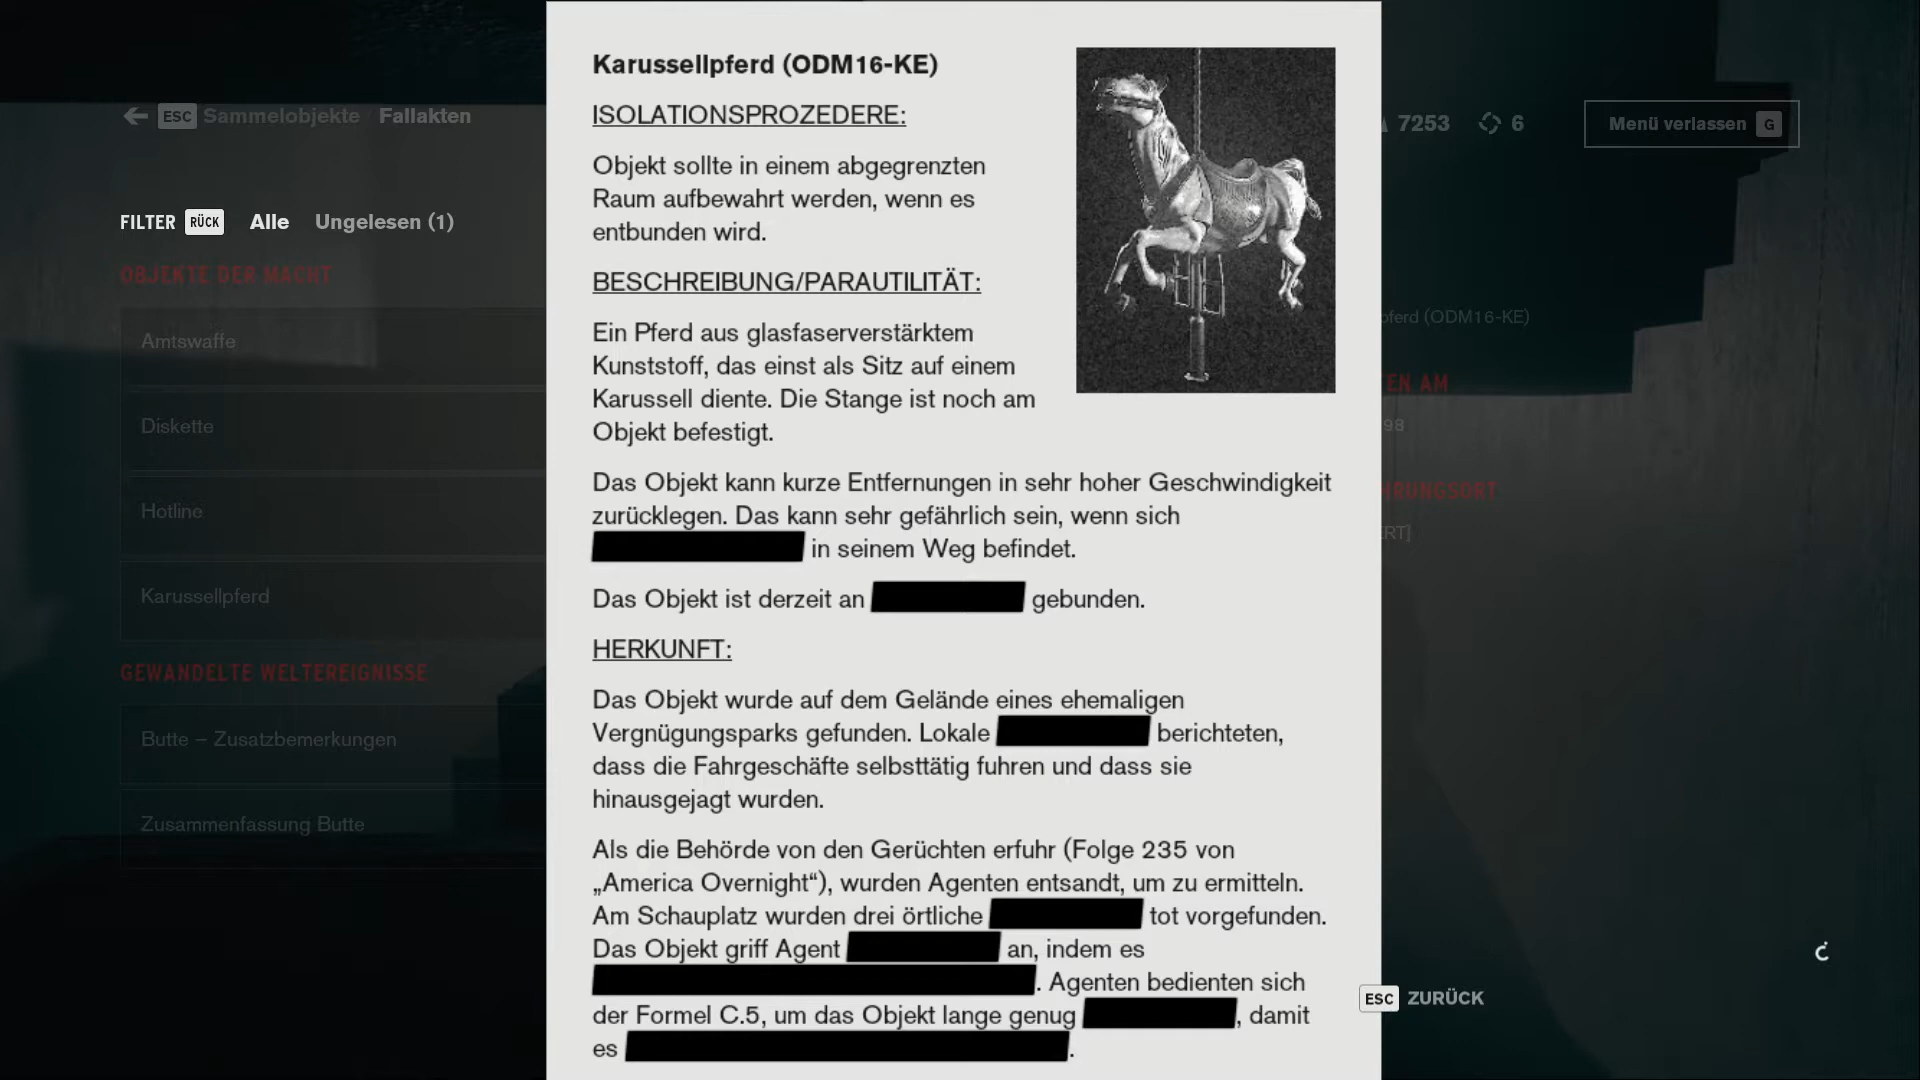 ESC Sammelobjekte / Fallakten
FILTER RÜCK Alle Ungelesen (1)
OBJEKTE DER MACHT
Amtswaffe
Diskette
Hotline
Karussellpferd
GEWANDELTE WELTEREIGNISSE
Butte – Zusatzbemerkungen
Zusammenfassung Butte
Karussellpferd (ODM16-KE)
ISOLATIONSPROZEDERE:
Objekt sollte in einem abgegrenzten
Raum aufbewahrt werden, wenn es
entbunden wird.
BESCHREIBUNG/PARAUTILITÄT:
Ein Pferd aus glasfaserverstärktem
Kunststoff, das einst als Sitz auf einem
Karussell diente. Die Stange ist noch am
Objekt befestigt.
Das Objekt kann kurze Entfernungen in sehr hoher Geschwindigkeit
zurücklegen. Das kann sehr gefährlich sein, wenn sich
in seinem Weg befindet.
Das Objekt ist derzeit an gebunden.
HERKUNFT:
Das Objekt wurde auf dem Gelände eines ehemaligen
Vergnügungsparks gefunden. Lokale berichteten,
dass die Fahrgeschäfte selbsttätig fuhren und dass sie
hinausgejagt wurden.
Als die Behörde von den Gerüchten erfuhr (Folge 235 von
„America Overnight“), wurden Agenten entsandt, um zu ermitteln.
Am Schauplatz wurden drei örtliche tot vorgefunden.
Das Objekt griff Agent an, indem es
. Agenten bedienten sich
der Formel C.5, um das Objekt lange genug , damit
es .
7253 6
Menü verlassen G
pferd (ODM16-KE)
EN AM
98
HRUNGSORT
ERT]
ESC ZURÜCK